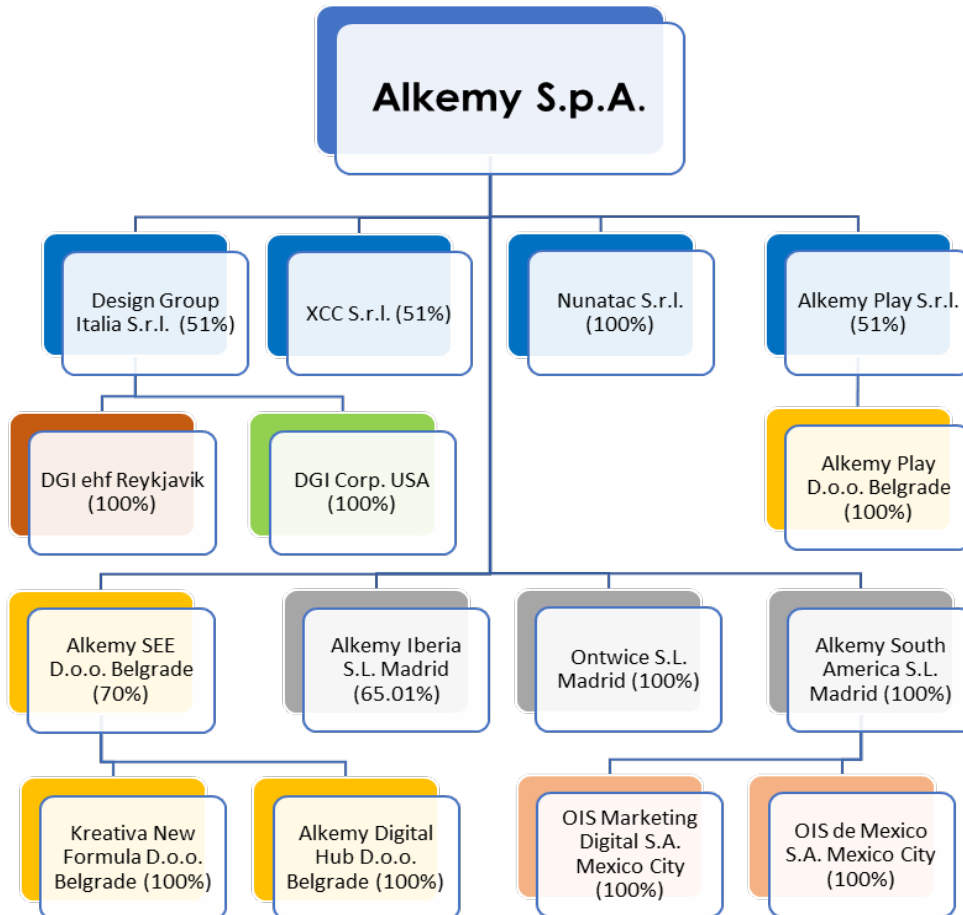 Alkemy S.p.A.
Design Group
Italia S.r.l. (51%)
XCC S.r.l. (51%)
Nunatac S.r.l.
(100%)
Alkemy Play S.r.l.
(51%)
DGI ehf Reykjavik
(100%)
DGI Corp. USA
(100%)
Alkemy Play
D.o.o. Belgrade
(100%)
Alkemy SEE
D.o.o. Belgrade
(70%)
Alkemy Iberia
S.L. Madrid
(65.01%)
Ontwice S.L.
Madrid (100%)
Alkemy South
America S.L.
Madrid (100%)
Kreativa New
Formula D.o.o.
Belgrade (100%)
Alkemy Digital
Hub D.o.o.
Belgrade (100%)
OIS Marketing
Digital S.A.
Mexico City
(100%)
OIS de Mexico
S.A. Mexico City
(100%)